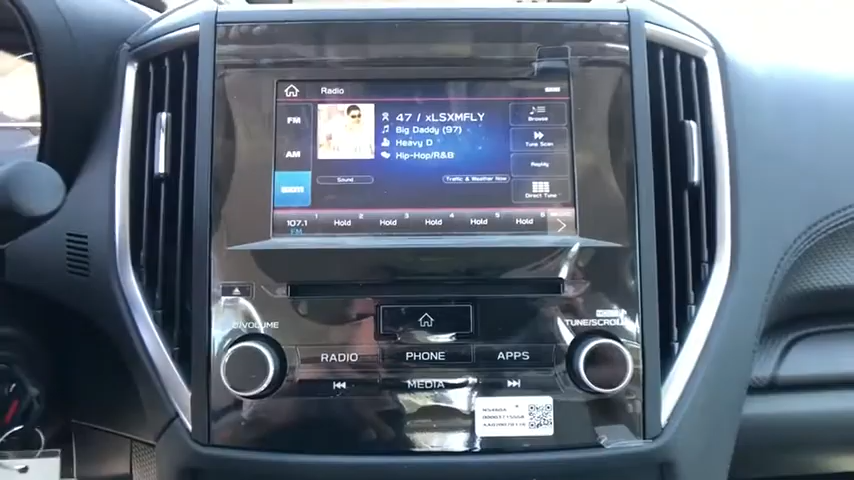 Radio
FM
AM
47 / xLSXMFLY
Big Daddy (97)
Heavy D
Hip-Hop/R&B
Browse
Tune Scan
Replay
Direct Tune
Sound
Traffic & Weather Now
1 2 3 4 5 6
107.1 Hold Hold Hold Hold Hold
FM
/VOLUME
TUNE/SCROLL
RADIO PHONE APPS
MEDIA